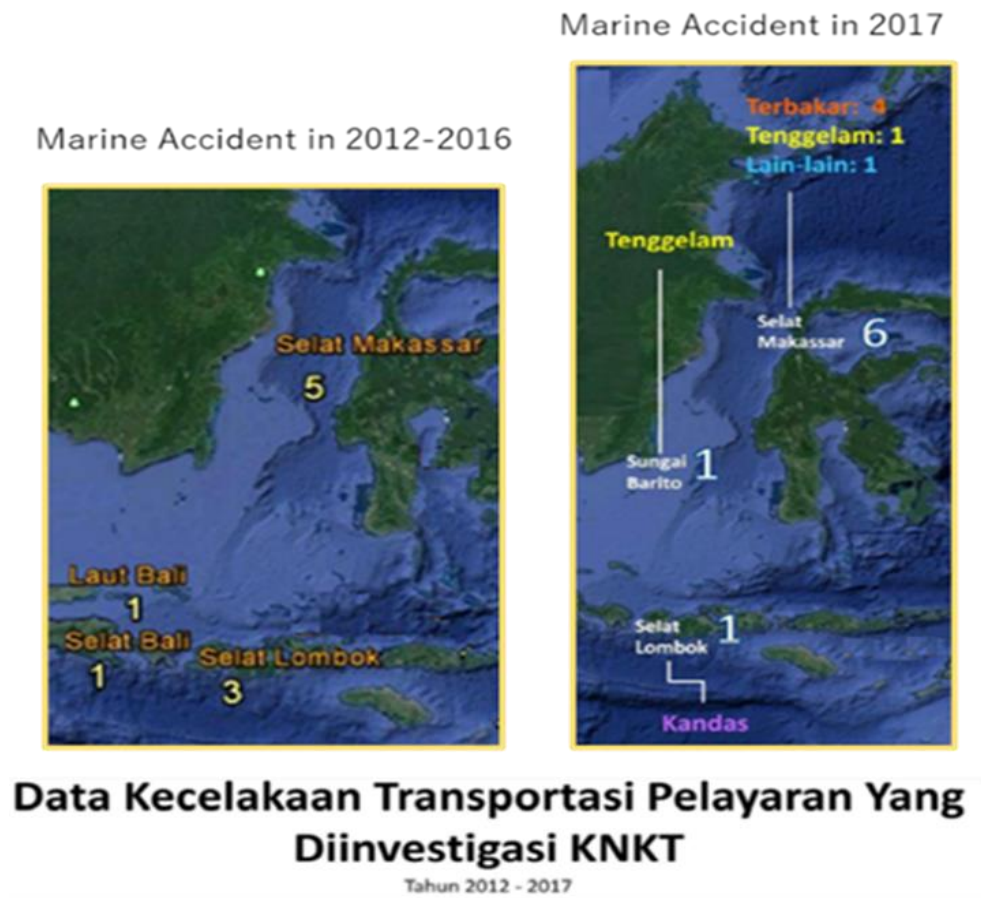 Marine Accident in 2012-2016
Selat Makassar
5
Laut Bali
1
Selat Bali
1
Selat Lombok
3
Marine Accident in 2017
Terbakar: 4
Tenggelam: 1
Lain-lain: 1
Tenggelam
Selat
Makassar
6
Sungai
Barito
1
Selat
Lombok
1
Kandas
Data Kecelakaan Transportasi Pelayaran Yang
Diinvestigasi KNKT
Tahun 2012 - 2017